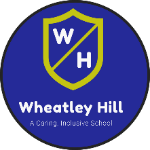 W
H
Wheatley Hill
A Caring, Inclusive School